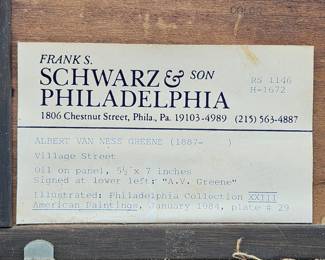 FRANK S.
SCHWARZ & SON
PHILADELPHIA
RS 1146
H-1672
1806 Chestnut Street, Phila., Pa. 19103-4989 (215) 563-4887
ALBERT VAN NESS GREENE (1887- )
Village Street
Oil on panel, 5½ x 7 inches
Signed at lower left: "A.V. Greene"
Illustrated: Philadelphia Collection XXIII
American Paintings, January 1984, plate # 29